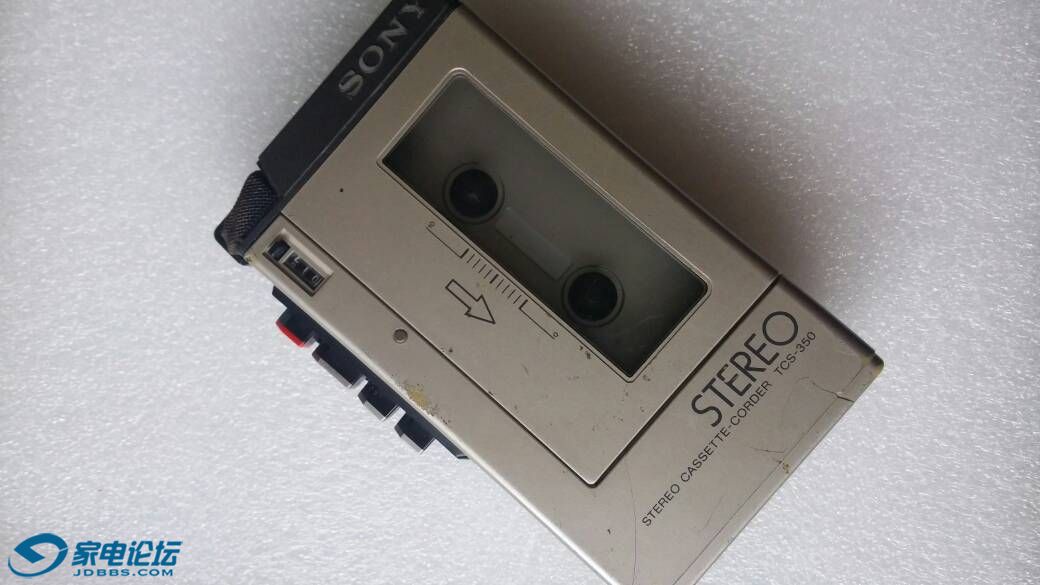 SONY
STEREO
STEREO CASSETTE-CORDER TCS-350
家电论坛
JDBBS.COM